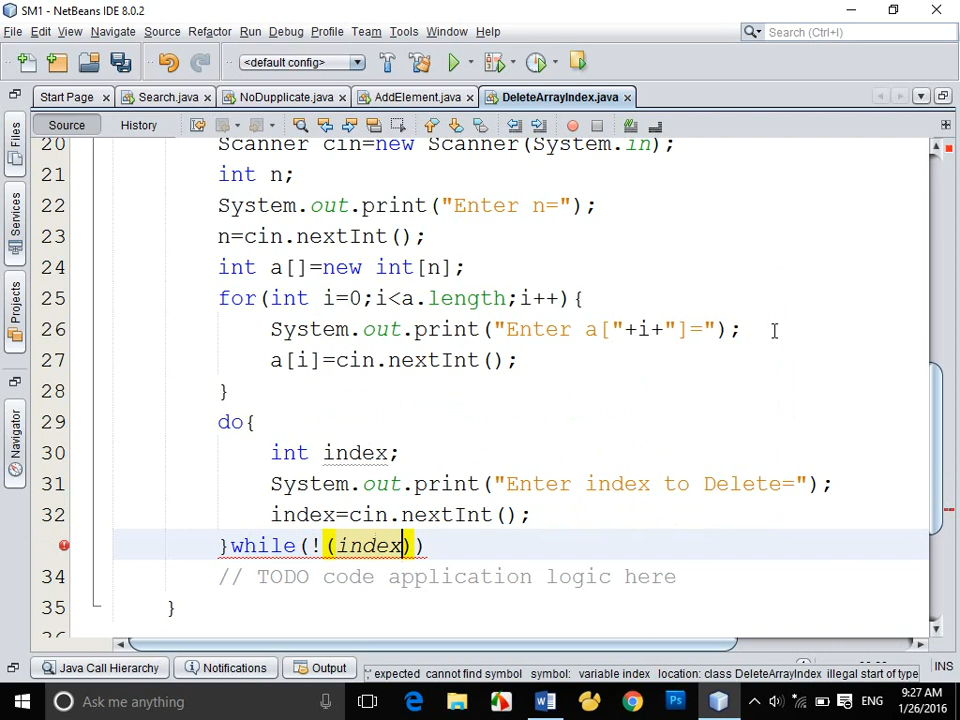 SM1 - NetBeans IDE 8.0.2
File Edit View Navigate Source Refactor Run Debug Profile Team Tools Window Help
Search (Ctrl+I)
<default config>
Start Page Search.java NoDupplicate.java AddElement.java DeleteArrayIndex.java
Source History
Files
Services
Projects
Navigator
20 Scanner cin=new Scanner(System.in);
21 int n;
22 System.out.print("Enter n=");
23 n=cin.nextInt();
24 int a[]=new int[n];
25 for(int i=0;i<a.length;i++){
26 System.out.print("Enter a["+i+"]=");
27 a[i]=cin.nextInt();
28 }
29 do{
30 int index;
31 System.out.print("Enter index to Delete=");
32 index=cin.nextInt();
}while(!(index))
34 // TODO code application logic here
35 }
36
Java Call Hierarchy Notifications Output
';' expected cannot find symbol symbol: variable index location: class DeleteArrayIndex illegal start of type
INS
Ask me anything
ENG
9:27 AM
1/26/2016